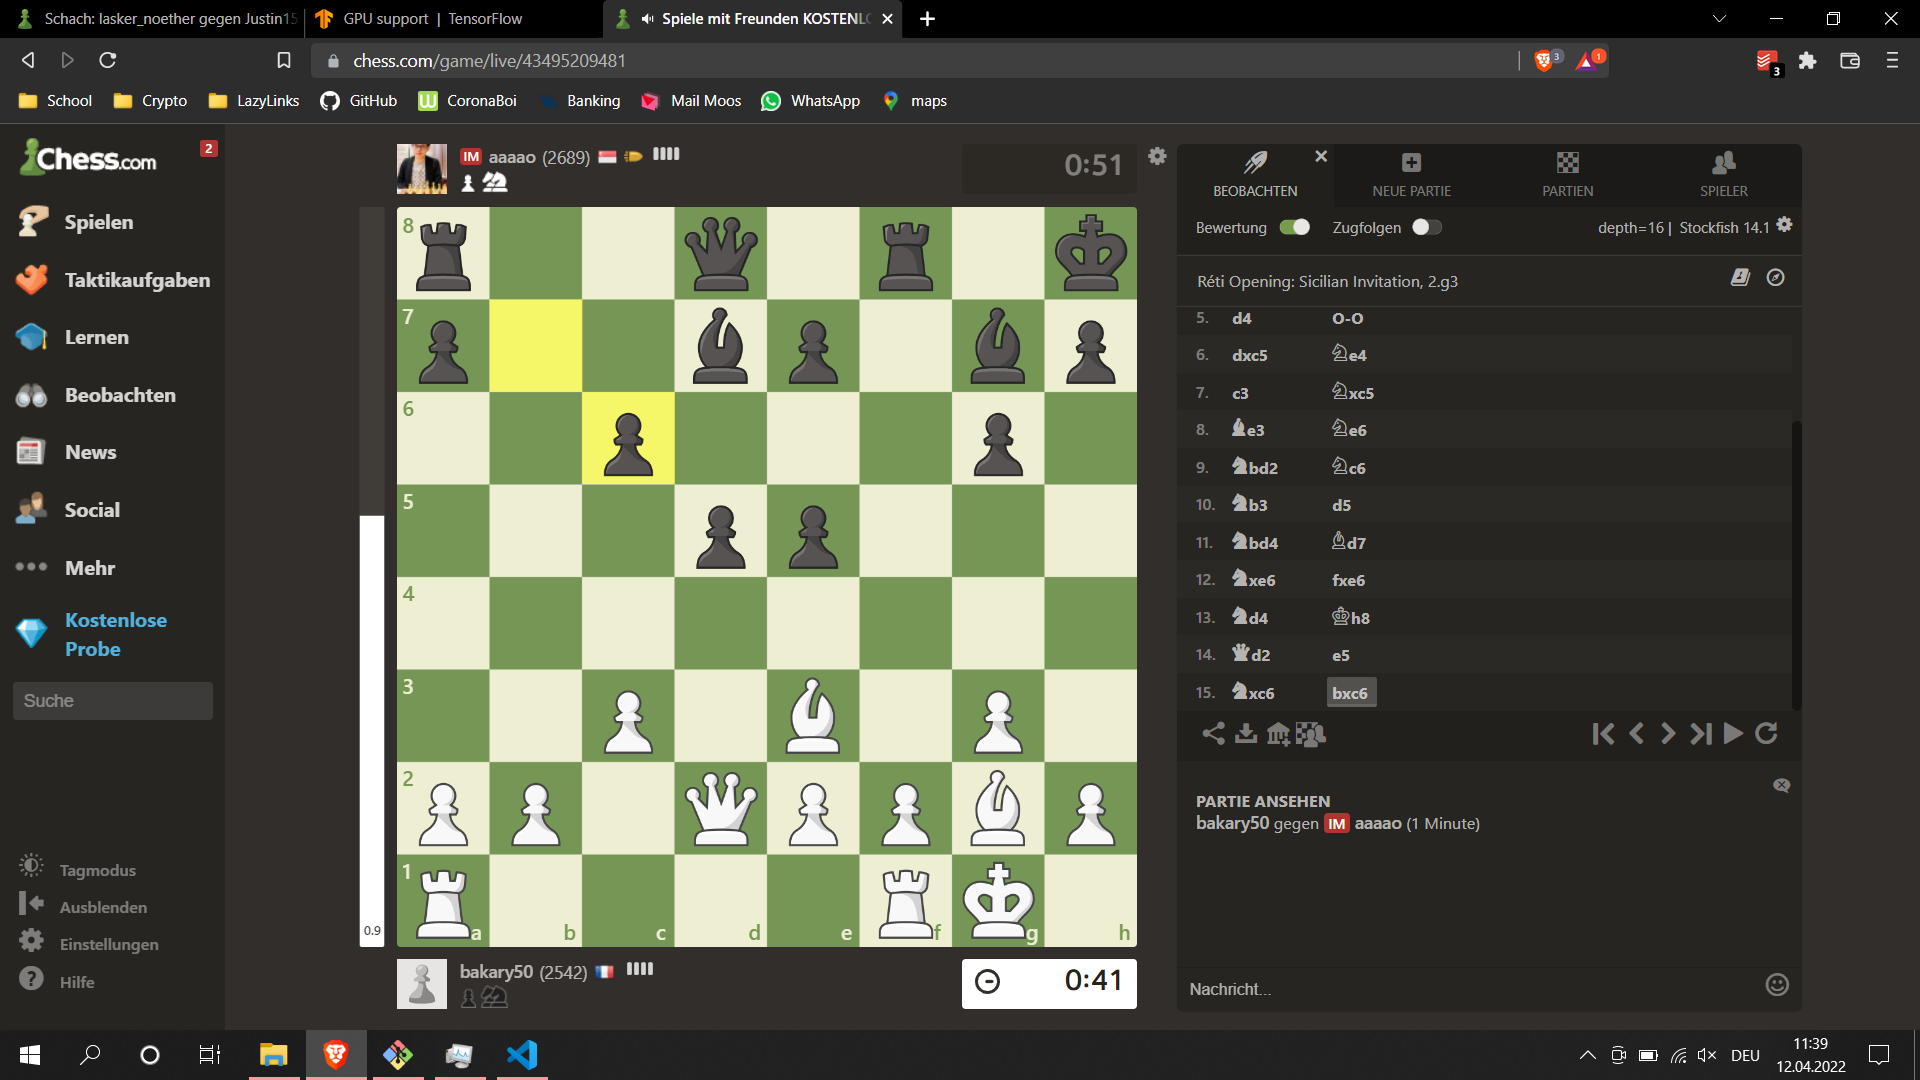 Schach: lasker_noether gegen Justin15
GPU support | TensorFlow
Spiele mit Freunden KOSTENLO
chess.com/game/live/43495209481
3
1
3
School
Crypto
LazyLinks
GitHub
CoronaBoi
Banking
Mail Moos
WhatsApp
maps
Chess.com
2
Spielen
Taktikaufgaben
Lernen
Beobachten
News
Social
Mehr
Kostenlose
Probe
Suche
Tagmodus
Ausblenden
Einstellungen
Hilfe
IM aaaao (2689)
0:51
8
7
6
5
4
3
2
1
a
b
c
d
e
f
g
h
0.9
bakary50 (2542)
0:41
BEOBACHTEN
NEUE PARTIE
PARTIEN
SPIELER
Bewertung
Zugfolgen
depth=16 | Stockfish 14.1
Réti Opening: Sicilian Invitation, 2.g3
5. d4 O-O
6. dxc5 ♘e4
7. c3 ♘xc5
8. ♝e3 ♘e6
9. ♞bd2 ♘c6
10. ♞b3 d5
11. ♞bd4 ♗d7
12. ♞xe6 fxe6
13. ♞d4 ♔h8
14. ♛d2 e5
15. ♞xc6 bxc6
PARTIE ANSEHEN
bakary50 gegen IM aaaao (1 Minute)
Nachricht...
DEU
11:39
12.04.2022